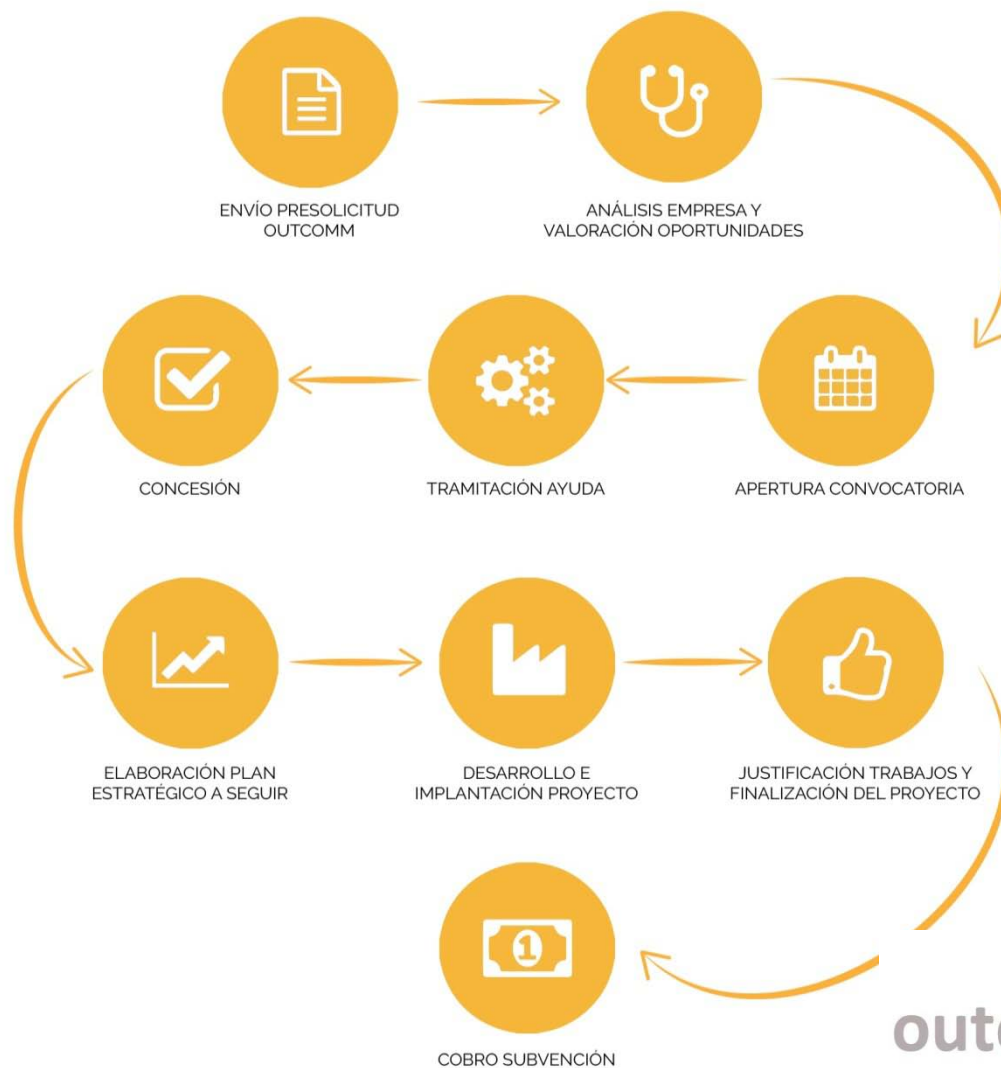 ENVÍO PRESOLICITUD
OUTCOMM
ANÁLISIS EMPRESA Y
VALORACIÓN OPORTUNIDADES
CONCESIÓN
TRAMITACIÓN AYUDA
APERTURA CONVOCATORIA
ELABORACIÓN PLAN
ESTRATÉGICO A SEGUIR
DESARROLLO E
IMPLANTACIÓN PROYECTO
JUSTIFICACIÓN TRABAJOS Y
FINALIZACIÓN DEL PROYECTO
1
COBRO SUBVENCIÓN